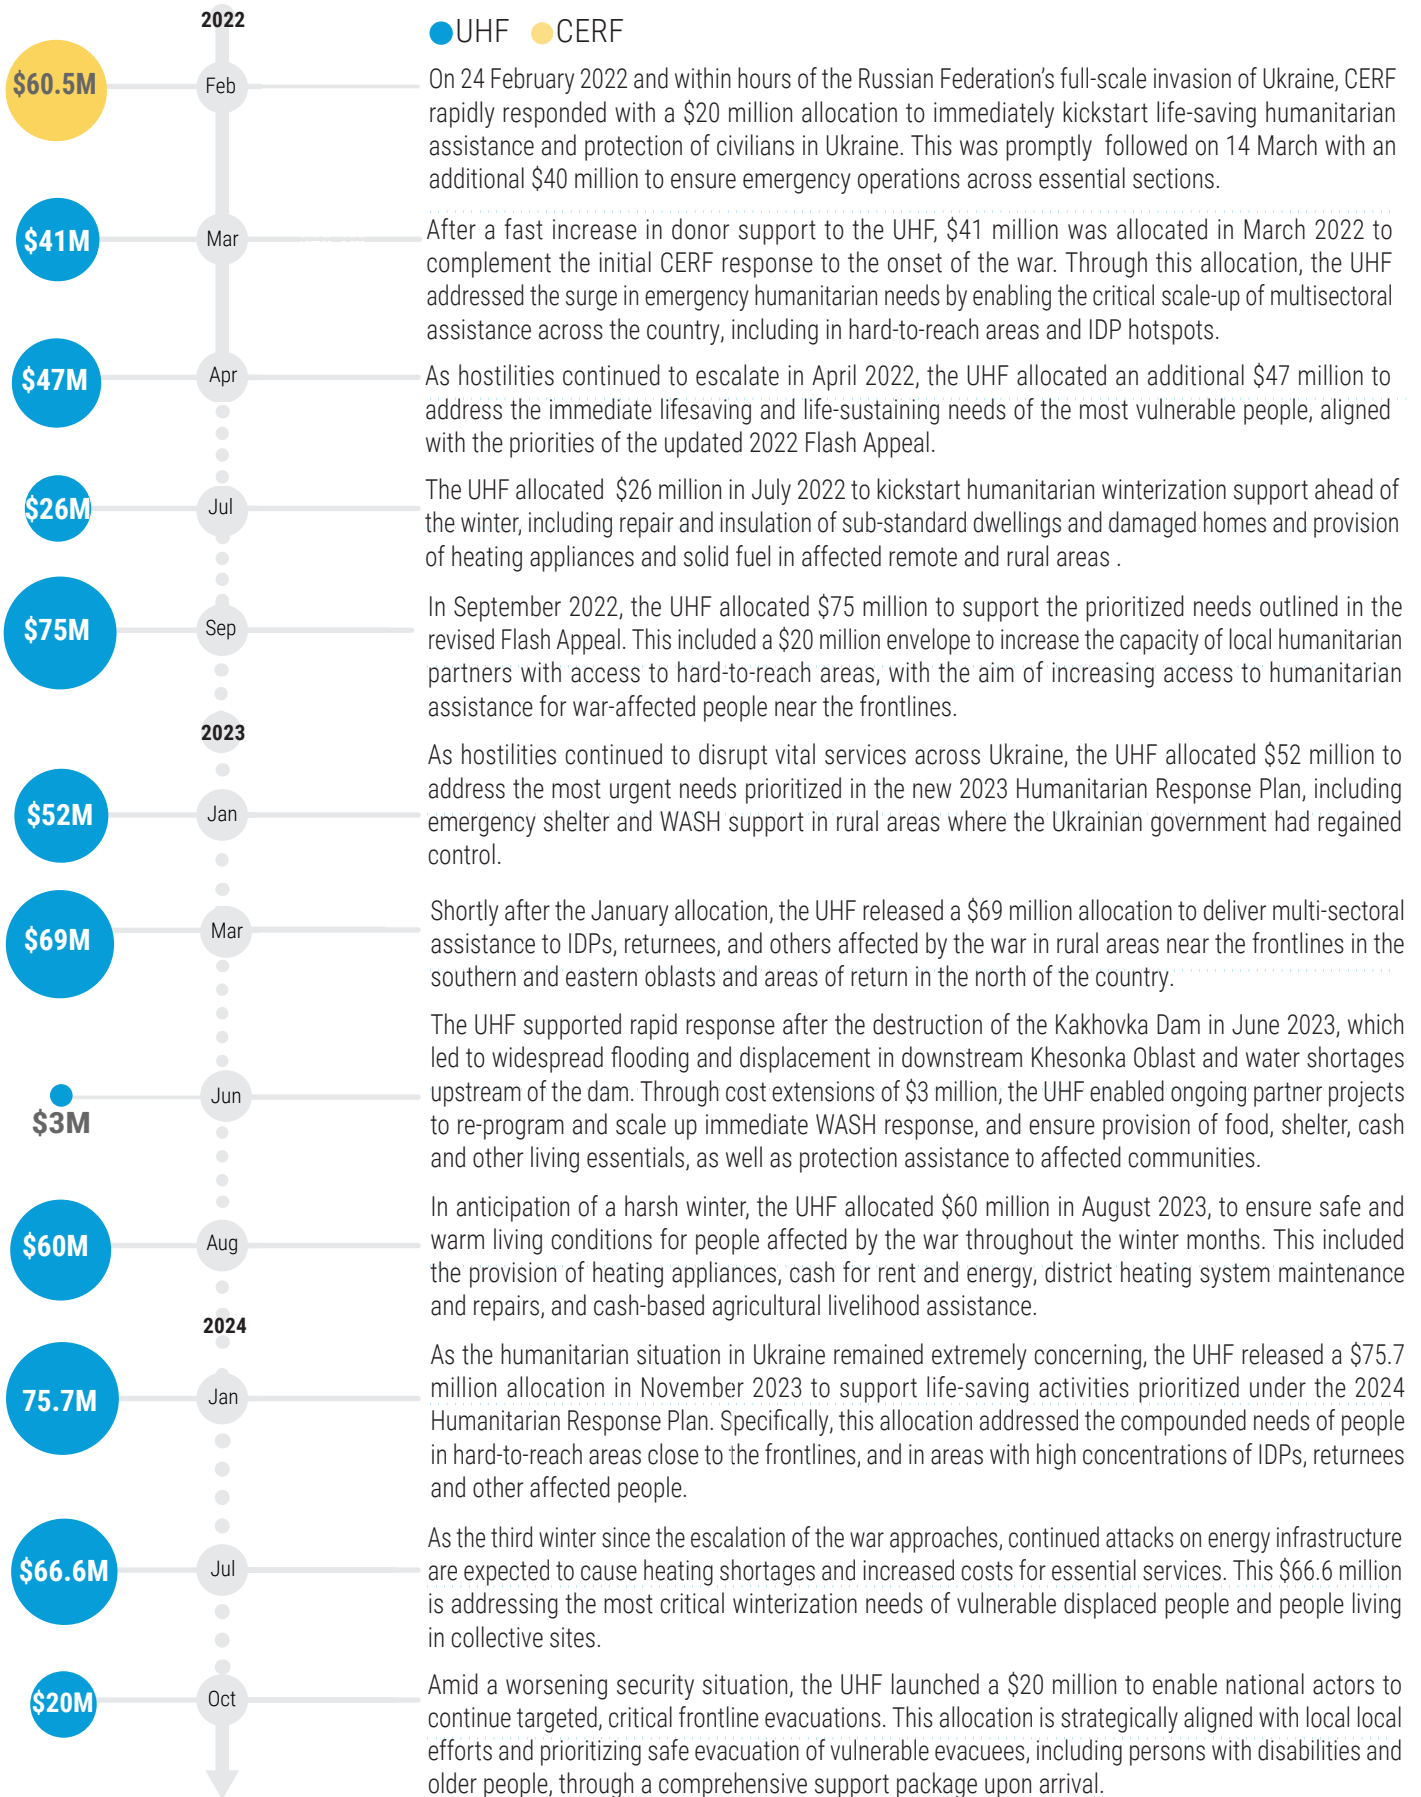 2022
UHF CERF
$60.5M
Feb
On 24 February 2022 and within hours of the Russian Federation's full-scale invasion of Ukraine, CERF
rapidly responded with a $20 million allocation to immediately kickstart life-saving humanitarian
assistance and protection of civilians in Ukraine. This was promptly followed on 14 March with an
additional $40 million to ensure emergency operations across essential sections.
$41M
Mar
After a fast increase in donor support to the UHF, $41 million was allocated in March 2022 to
complement the initial CERF response to the onset of the war. Through this allocation, the UHF
addressed the surge in emergency humanitarian needs by enabling the critical scale-up of multisectoral
assistance across the country, including in hard-to-reach areas and IDP hotspots.
$47M
Apr
As hostilities continued to escalate in April 2022, the UHF allocated an additional $47 million to
address the immediate lifesaving and life-sustaining needs of the most vulnerable people, aligned
with the priorities of the updated 2022 Flash Appeal.
$26M
Jul
The UHF allocated $26 million in July 2022 to kickstart humanitarian winterization support ahead of
the winter, including repair and insulation of sub-standard dwellings and damaged homes and provision
of heating appliances and solid fuel in affected remote and rural areas .
$75M
Sep
In September 2022, the UHF allocated $75 million to support the prioritized needs outlined in the
revised Flash Appeal. This included a $20 million envelope to increase the capacity of local humanitarian
partners with access to hard-to-reach areas, with the aim of increasing access to humanitarian
assistance for war-affected people near the frontlines.
2023
$52M
Jan
As hostilities continued to disrupt vital services across Ukraine, the UHF allocated $52 million to
address the most urgent needs prioritized in the new 2023 Humanitarian Response Plan, including
emergency shelter and WASH support in rural areas where the Ukrainian government had regained
control.
$69M
Mar
Shortly after the January allocation, the UHF released a $69 million allocation to deliver multi-sectoral
assistance to IDPs, returnees, and others affected by the war in rural areas near the frontlines in the
southern and eastern oblasts and areas of return in the north of the country.
$3M
Jun
The UHF supported rapid response after the destruction of the Kakhovka Dam in June 2023, which
led to widespread flooding and displacement in downstream Khesonka Oblast and water shortages
upstream of the dam. Through cost extensions of $3 million, the UHF enabled ongoing partner projects
to re-program and scale up immediate WASH response, and ensure provision of food, shelter, cash
and other living essentials, as well as protection assistance to affected communities.
$60M
Aug
In anticipation of a harsh winter, the UHF allocated $60 million in August 2023, to ensure safe and
warm living conditions for people affected by the war throughout the winter months. This included
the provision of heating appliances, cash for rent and energy, district heating system maintenance
and repairs, and cash-based agricultural livelihood assistance.
2024
75.7M
Jan
As the humanitarian situation in Ukraine remained extremely concerning, the UHF released a $75.7
million allocation in November 2023 to support life-saving activities prioritized under the 2024
Humanitarian Response Plan. Specifically, this allocation addressed the compounded needs of people
in hard-to-reach areas close to the frontlines, and in areas with high concentrations of IDPs, returnees
and other affected people.
$66.6M
Jul
As the third winter since the escalation of the war approaches, continued attacks on energy infrastructure
are expected to cause heating shortages and increased costs for essential services. This $66.6 million
is addressing the most critical winterization needs of vulnerable displaced people and people living
in collective sites.
$20M
Oct
Amid a worsening security situation, the UHF launched a $20 million to enable national actors to
continue targeted, critical frontline evacuations. This allocation is strategically aligned with local local
efforts and prioritizing safe evacuation of vulnerable evacuees, including persons with disabilities and
older people, through a comprehensive support package upon arrival.